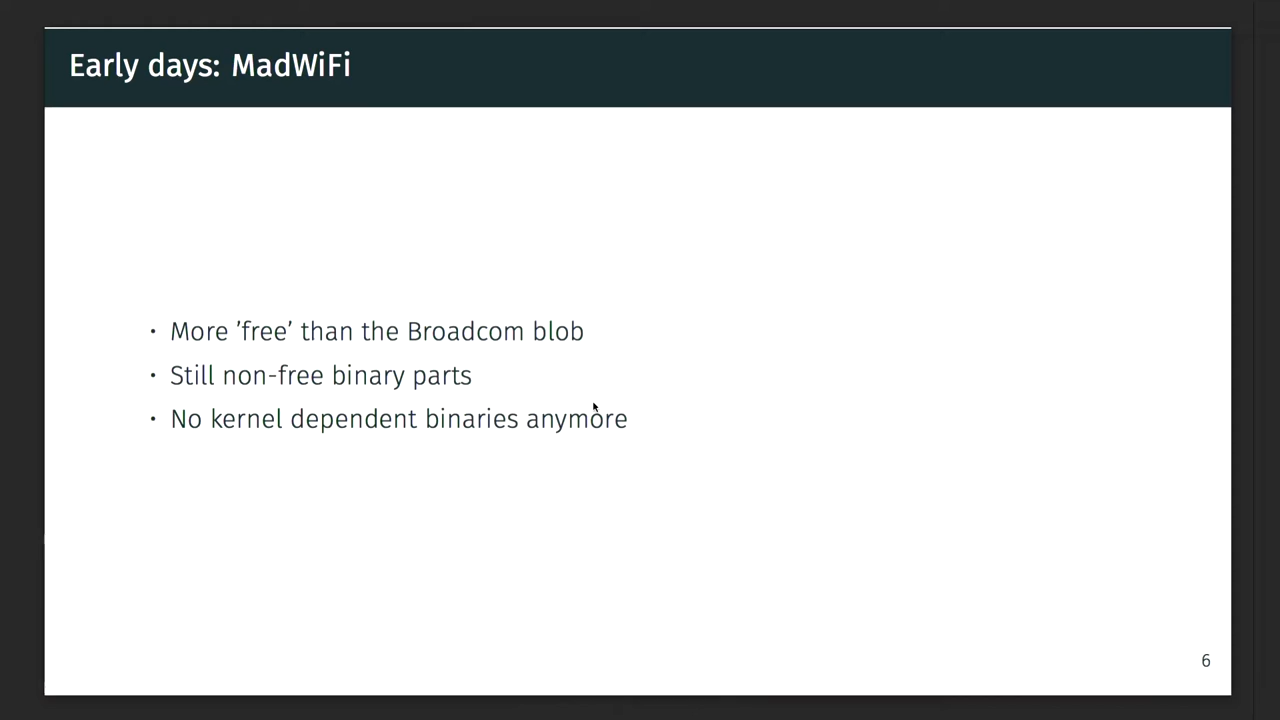 Early days: MadWiFi
• More ’free’ than the Broadcom blob
• Still non-free binary parts
• No kernel dependent binaries anymore
6